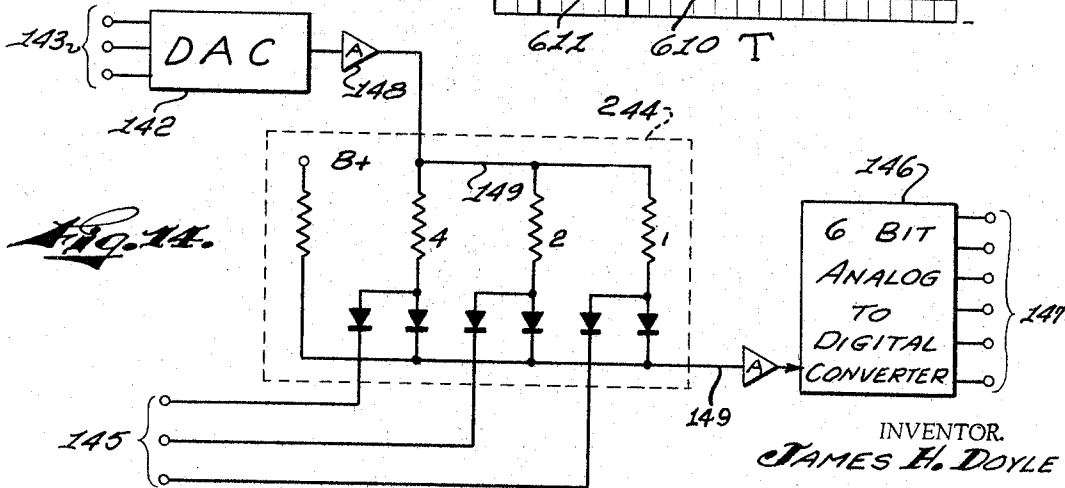 611
610
T
143
DAC
142
A
148
244
B+
149
4
2
1
Fig. 14.
146
6 BIT
ANALOG
TO
DIGITAL
CONVERTER
147
A
149
145
INVENTOR.
JAMES H. DOYLE